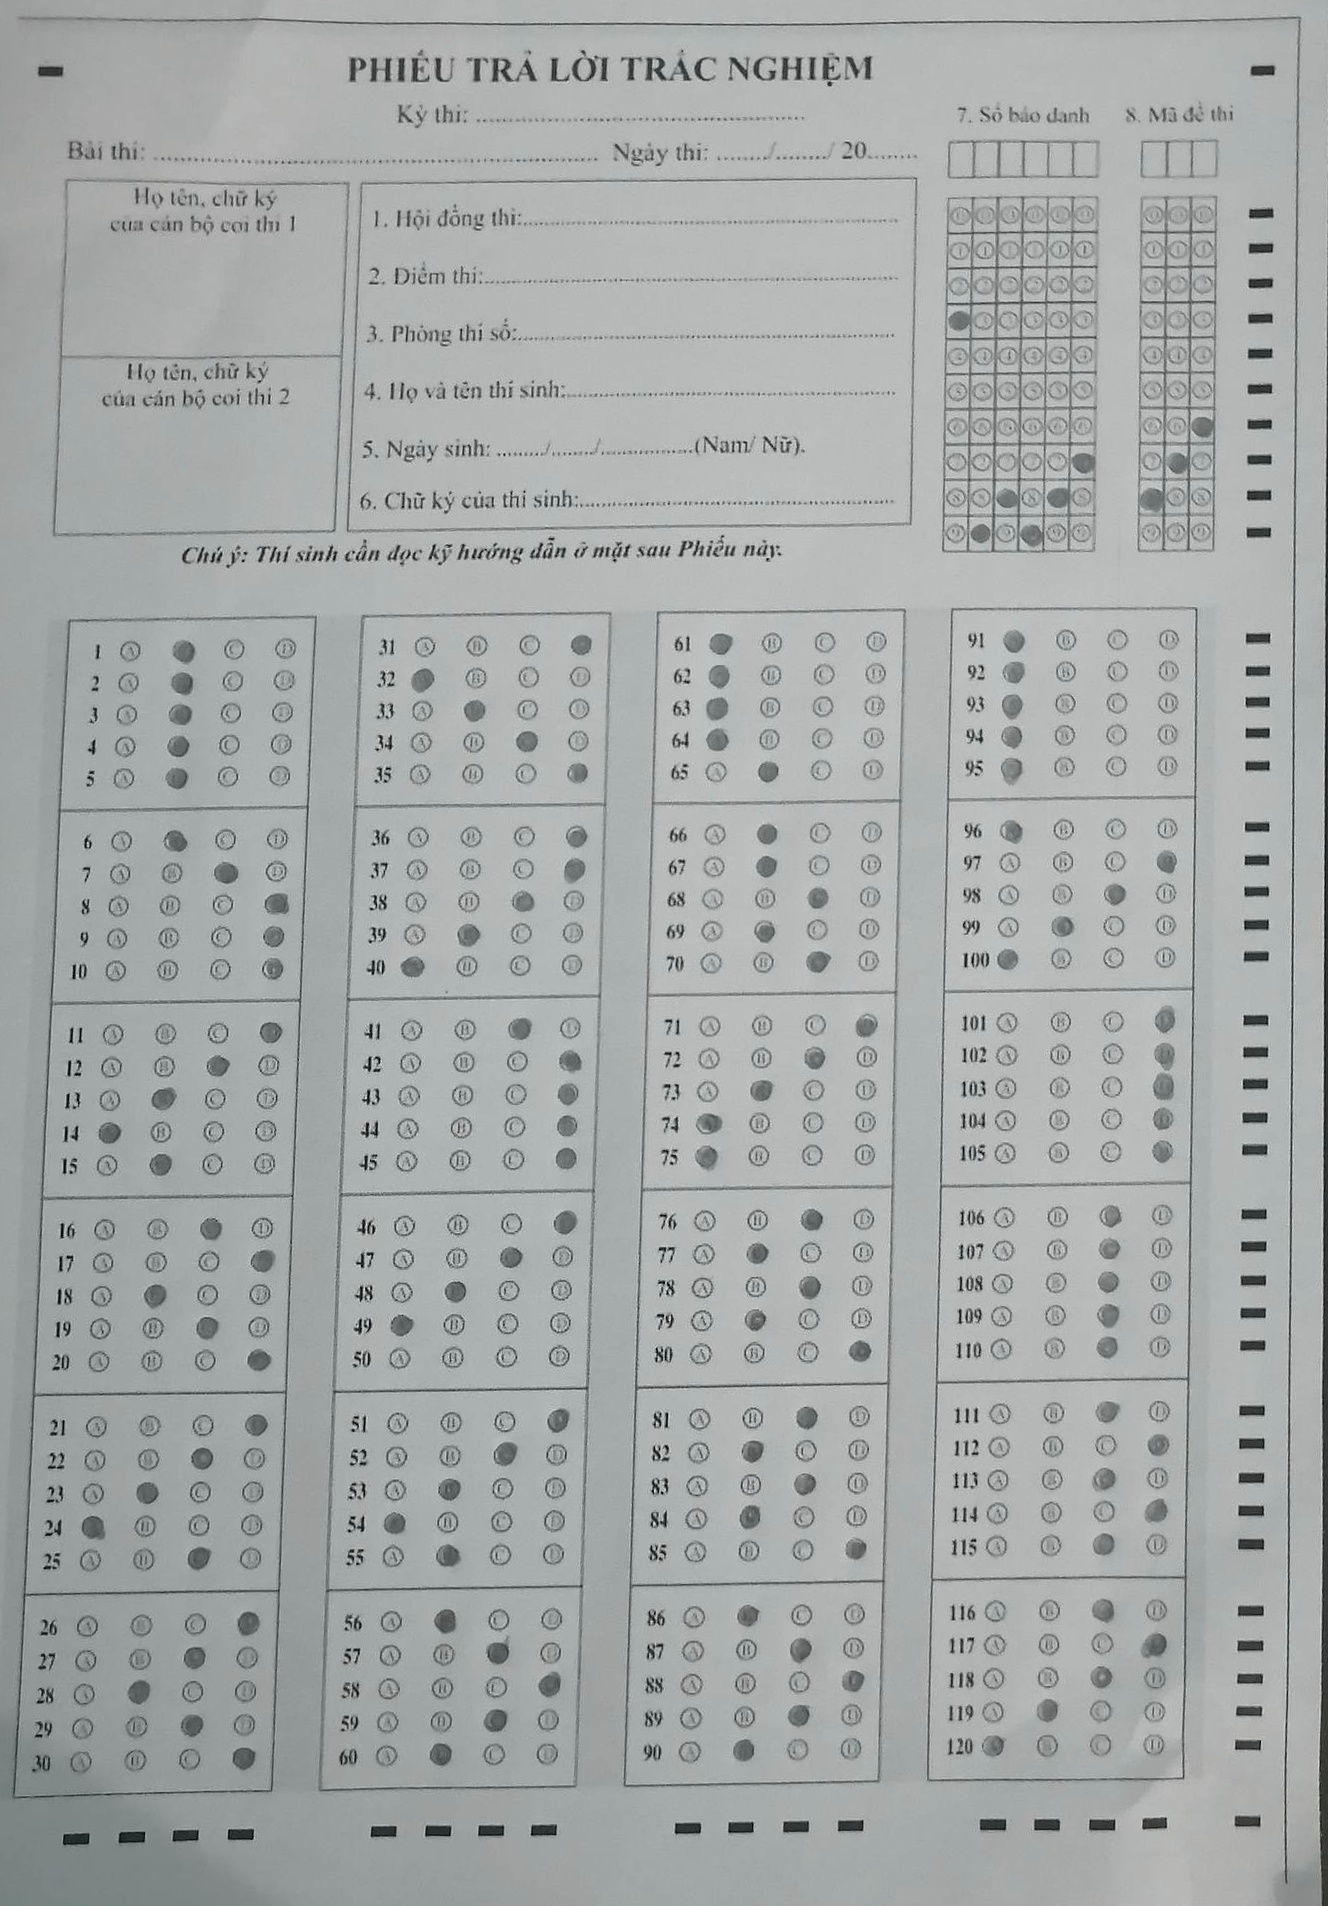 PHIẾU TRẢ LỜI TRẮC NGHIỆM
Kỳ thi:
7. Số báo danh
8. Mã đề thi
Bài thi: Ngày thi: / / 20
Họ tên, chữ ký
của cán bộ coi thi 1
Họ tên, chữ ký
của cán bộ coi thi 2
1. Hội đồng thi:
2. Điểm thi:
3. Phòng thi số:
4. Họ và tên thí sinh:
5. Ngày sinh: / / (Nam/ Nữ).
6. Chữ ký của thí sinh:
Chú ý: Thí sinh cần đọc kỹ hướng dẫn ở mặt sau Phiếu này.
1 A C D
2 A C D
3 A C D
4 A C D
5 A C D
6 A C D
7 A B D
8 A B C
9 A B C
10 A B C
11 A B C
12 A B D
13 A C D
14 B C D
15 A C D
16 A B D
17 A B C
18 A C D
19 A B D
20 A B C
21 A B C
22 A B D
23 A C D
24 B C D
25 A B D
26 A B C
27 A B D
28 A C D
29 A B D
30 A B C
31 A B C
32 B C D
33 A C D
34 A B D
35 A B C
36 A B C
37 A B C
38 A B D
39 A C D
40 B C D
41 A B D
42 A B C
43 A B C
44 A B C
45 A B C
46 A B C
47 A B D
48 A C D
49 B C D
50 A B C D
51 A B C
52 A B D
53 A C D
54 B C D
55 A C D
56 A C D
57 A B D
58 A B C
59 A B D
60 A C D
61 B C D
62 B C D
63 B C D
64 B C D
65 A C D
66 A C D
67 A C D
68 A B D
69 A C D
70 A B D
71 A B C
72 A B D
73 A C D
74 B C D
75 B C D
76 A B D
77 A C D
78 A B D
79 A C D
80 A B C
81 A B D
82 A C D
83 A B D
84 A C D
85 A B C
86 A C D
87 A B D
88 A B C
89 A B D
90 A C D
91 B C D
92 B C D
93 B C D
94 B C D
95 B C D
96 B C D
97 A B C
98 A B D
99 A C D
100 B C D
101 A B C
102 A B C
103 A B C
104 A B C
105 A B C
106 A B D
107 A B D
108 A B D
109 A B D
110 A B D
111 A B D
112 A B C
113 A B D
114 A B C
115 A B D
116 A B D
117 A B C
118 A B D
119 A C D
120 B C D